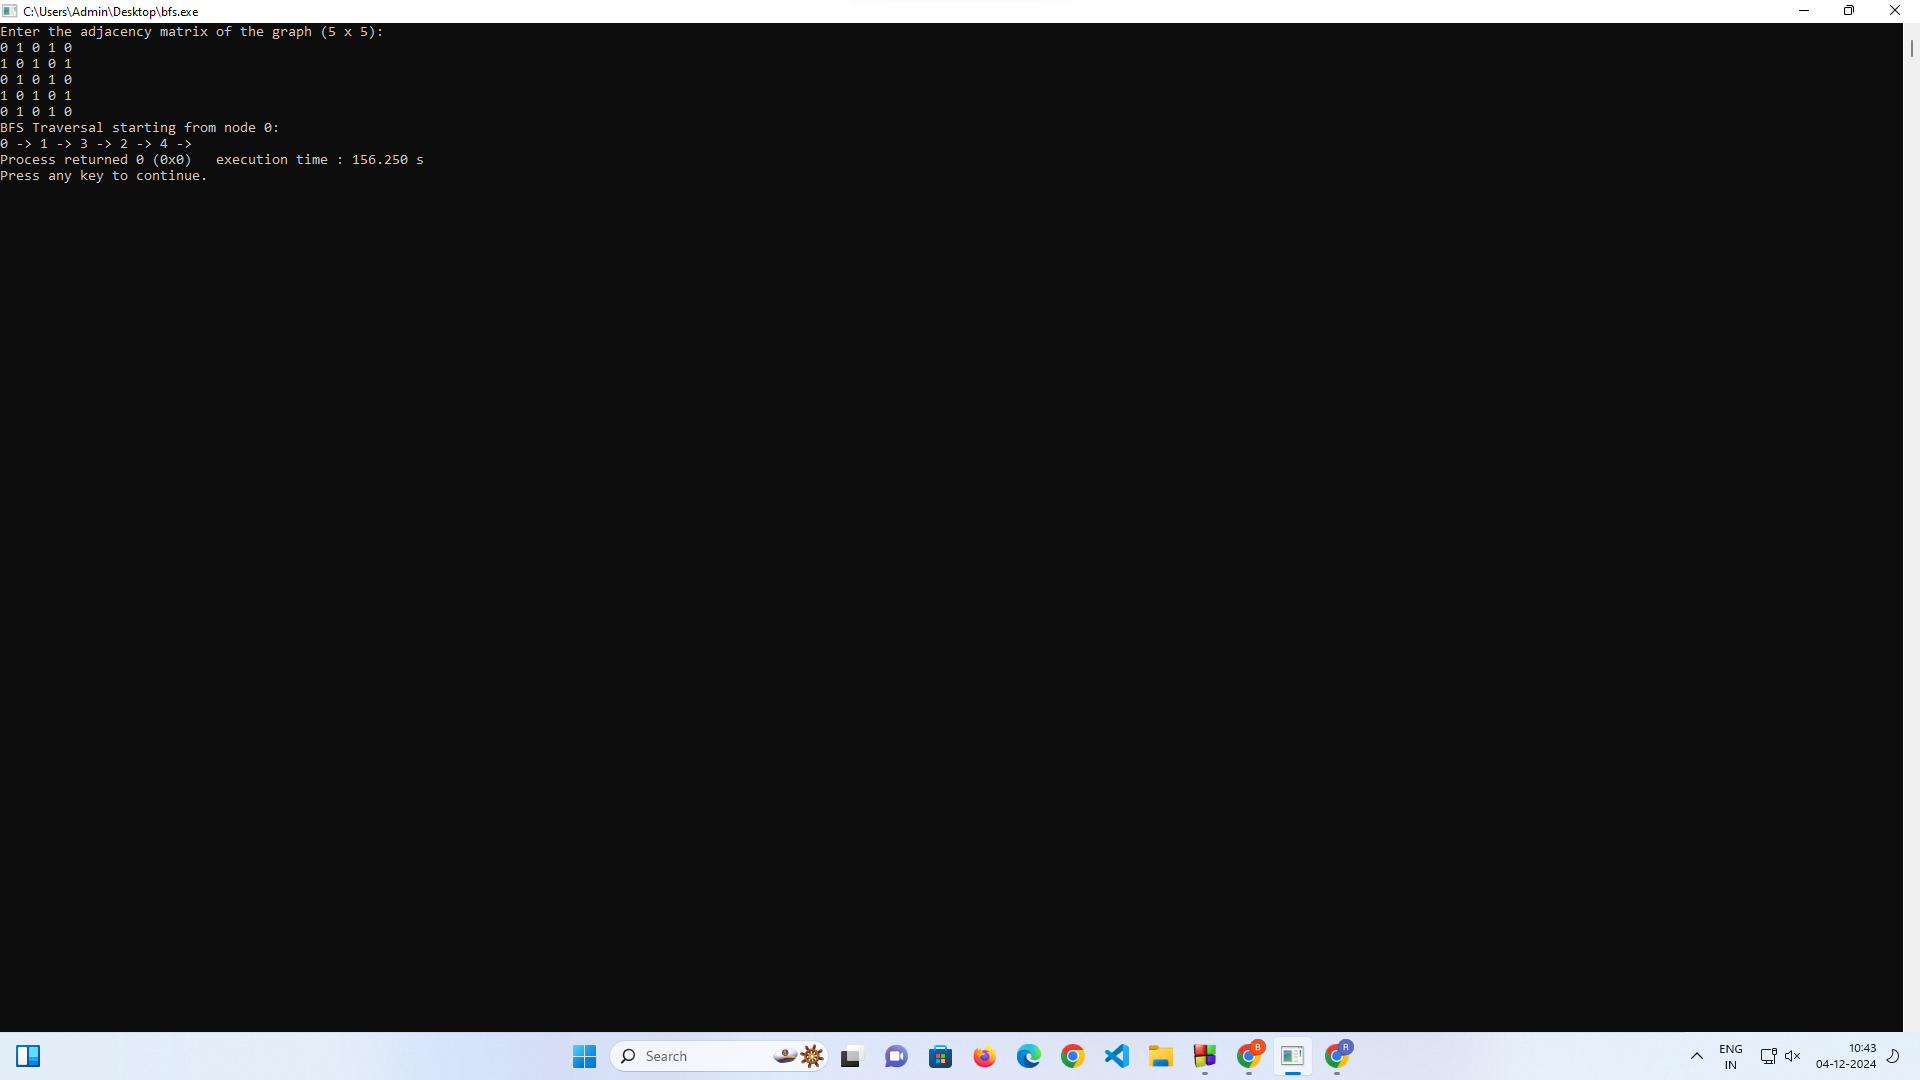 C:\Users\Admin\Desktop\bfs.exe
Enter the adjacency matrix of the graph (5 x 5):
0 1 0 1 0
1 0 1 0 1
0 1 0 1 0
1 0 1 0 1
0 1 0 1 0
BFS Traversal starting from node 0:
0 -> 1 -> 3 -> 2 -> 4 ->
Process returned 0 (0x0)   execution time : 156.250 s
Press any key to continue.
Search
B
R
ENG
IN
10:43
04-12-2024